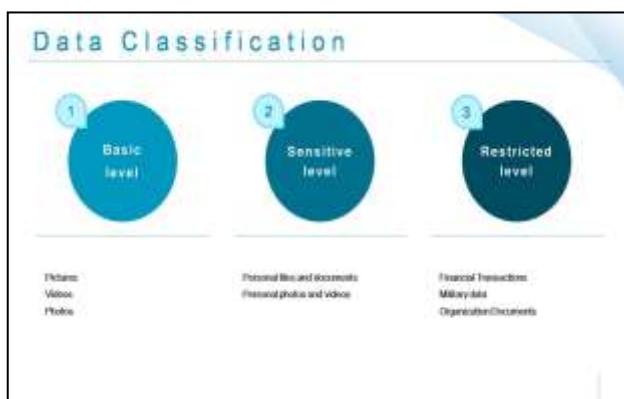 Data Classification
1
Basic
level
2
Sensitive
level
3
Restricted
level
Pictures
Videos
Photos
Personal files and documents
Personal photos and videos
Financial Transactions
Military data
Organization Documents